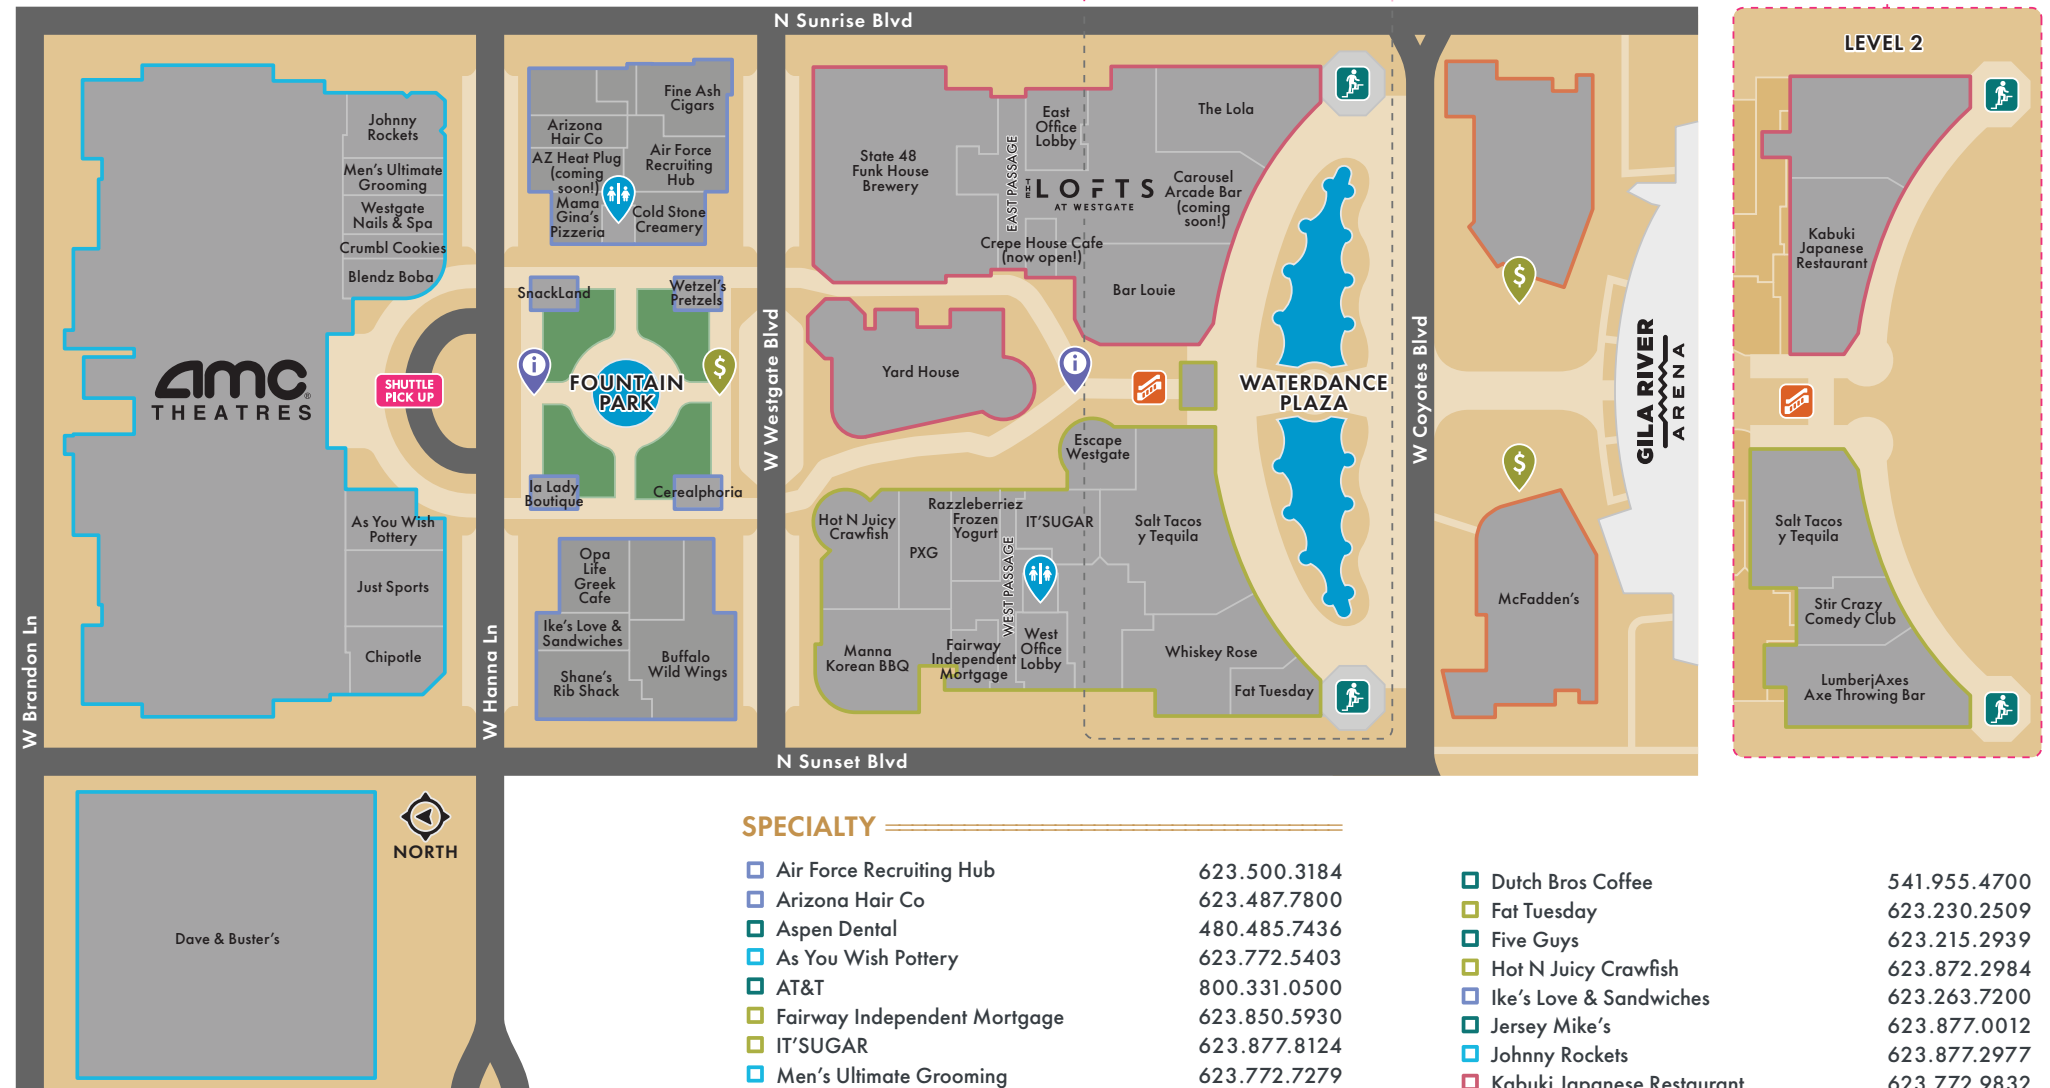 N Sunrise Blvd
LEVEL 2
Johnny
Rockets
Men's Ultimate
Grooming
Westgate
Nails & Spa
Crumbl Cookies
Blendz Boba
amc
THEATRES
SHUTTLE
PICK UP
As You Wish
Pottery
Just Sports
Chipotle
W Brandon Ln
W Hanna Ln
Fine Ash
Cigars
Arizona
Hair Co
Air Force
Recruiting
Hub
AZ Heat Plug
(coming
soon!)
Mama
Gina's
Pizzeria
Cold Stone
Creamery
SnackLand
Wetzel's
Pretzels
i
$
FOUNTAIN
PARK
la Lady
Boutique
Cerealphoria
Opa
Life
Greek
Cafe
Ike's Love &
Sandwiches
Shane's
Rib Shack
Buffalo
Wild Wings
W Westgate Blvd
State 48
Funk House
Brewery
EAST PASSAGE
East
Office
Lobby
The Lola
THE LOFTS
AT WESTGATE
Carousel
Arcade Bar
(coming
soon!)
Crepe House Cafe
(now open!)
Bar Louie
Yard House
i
WATERDANCE
PLAZA
Escape
Westgate
Hot N Juicy
Crawfish
PXG
Razzleberriez
Frozen
Yogurt
IT'SUGAR
Salt Tacos
y Tequila
WEST PASSAGE
Manna
Korean BBQ
Fairway
Independent
Mortgage
West
Office
Lobby
Whiskey Rose
Fat Tuesday
W Coyotes Blvd
$
$
GILA RIVER
ARENA
McFadden's
Kabuki
Japanese
Restaurant
Salt Tacos
y Tequila
Stir Crazy
Comedy Club
LumberjAxes
Axe Throwing Bar
N Sunset Blvd
Dave & Buster's
NORTH
SPECIALTY
Air Force Recruiting Hub 623.500.3184
Arizona Hair Co 623.487.7800
Aspen Dental 480.485.7436
As You Wish Pottery 623.772.5403
AT&T 800.331.0500
Fairway Independent Mortgage 623.850.5930
IT'SUGAR 623.877.8124
Men's Ultimate Grooming 623.772.7279
Dutch Bros Coffee 541.955.4700
Fat Tuesday 623.230.2509
Five Guys 623.215.2939
Hot N Juicy Crawfish 623.872.2984
Ike's Love & Sandwiches 623.263.7200
Jersey Mike's 623.877.0012
Johnny Rockets 623.877.2977
Kabuki Japanese Restaurant 623.772.9832